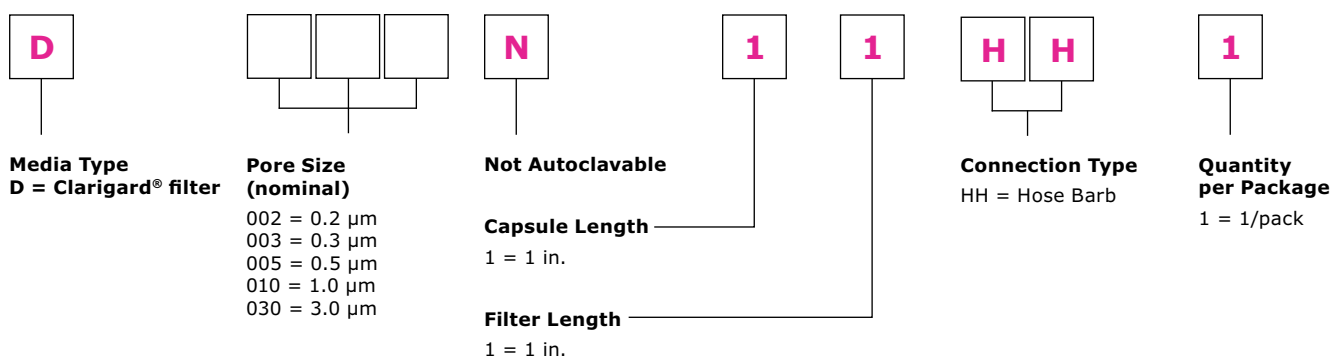 D N 1 1 H H 1
Media Type
D = Clarigard® filter
Pore Size
(nominal)
002 = 0.2 µm
003 = 0.3 µm
005 = 0.5 µm
010 = 1.0 µm
030 = 3.0 µm
Not Autoclavable
Capsule Length
1 = 1 in.
Filter Length
1 = 1 in.
Connection Type
HH = Hose Barb
Quantity
per Package
1 = 1/pack